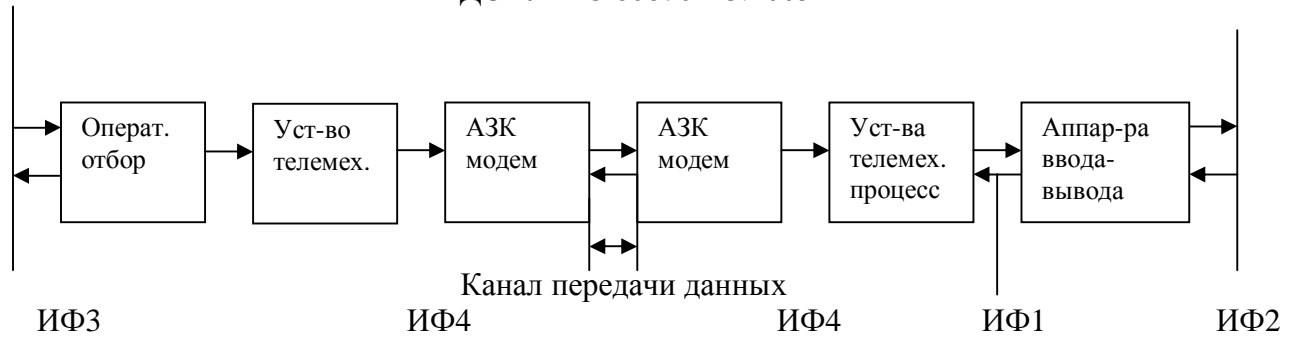 Операт.
отбор
Уст-во
телемех.
АЗК
модем
АЗК
модем
Уст-ва
телемех.
процесс
Аппар-ра
ввода-
вывода
Канал передачи данных
ИФ3 ИФ4 ИФ4 ИФ1 ИФ2